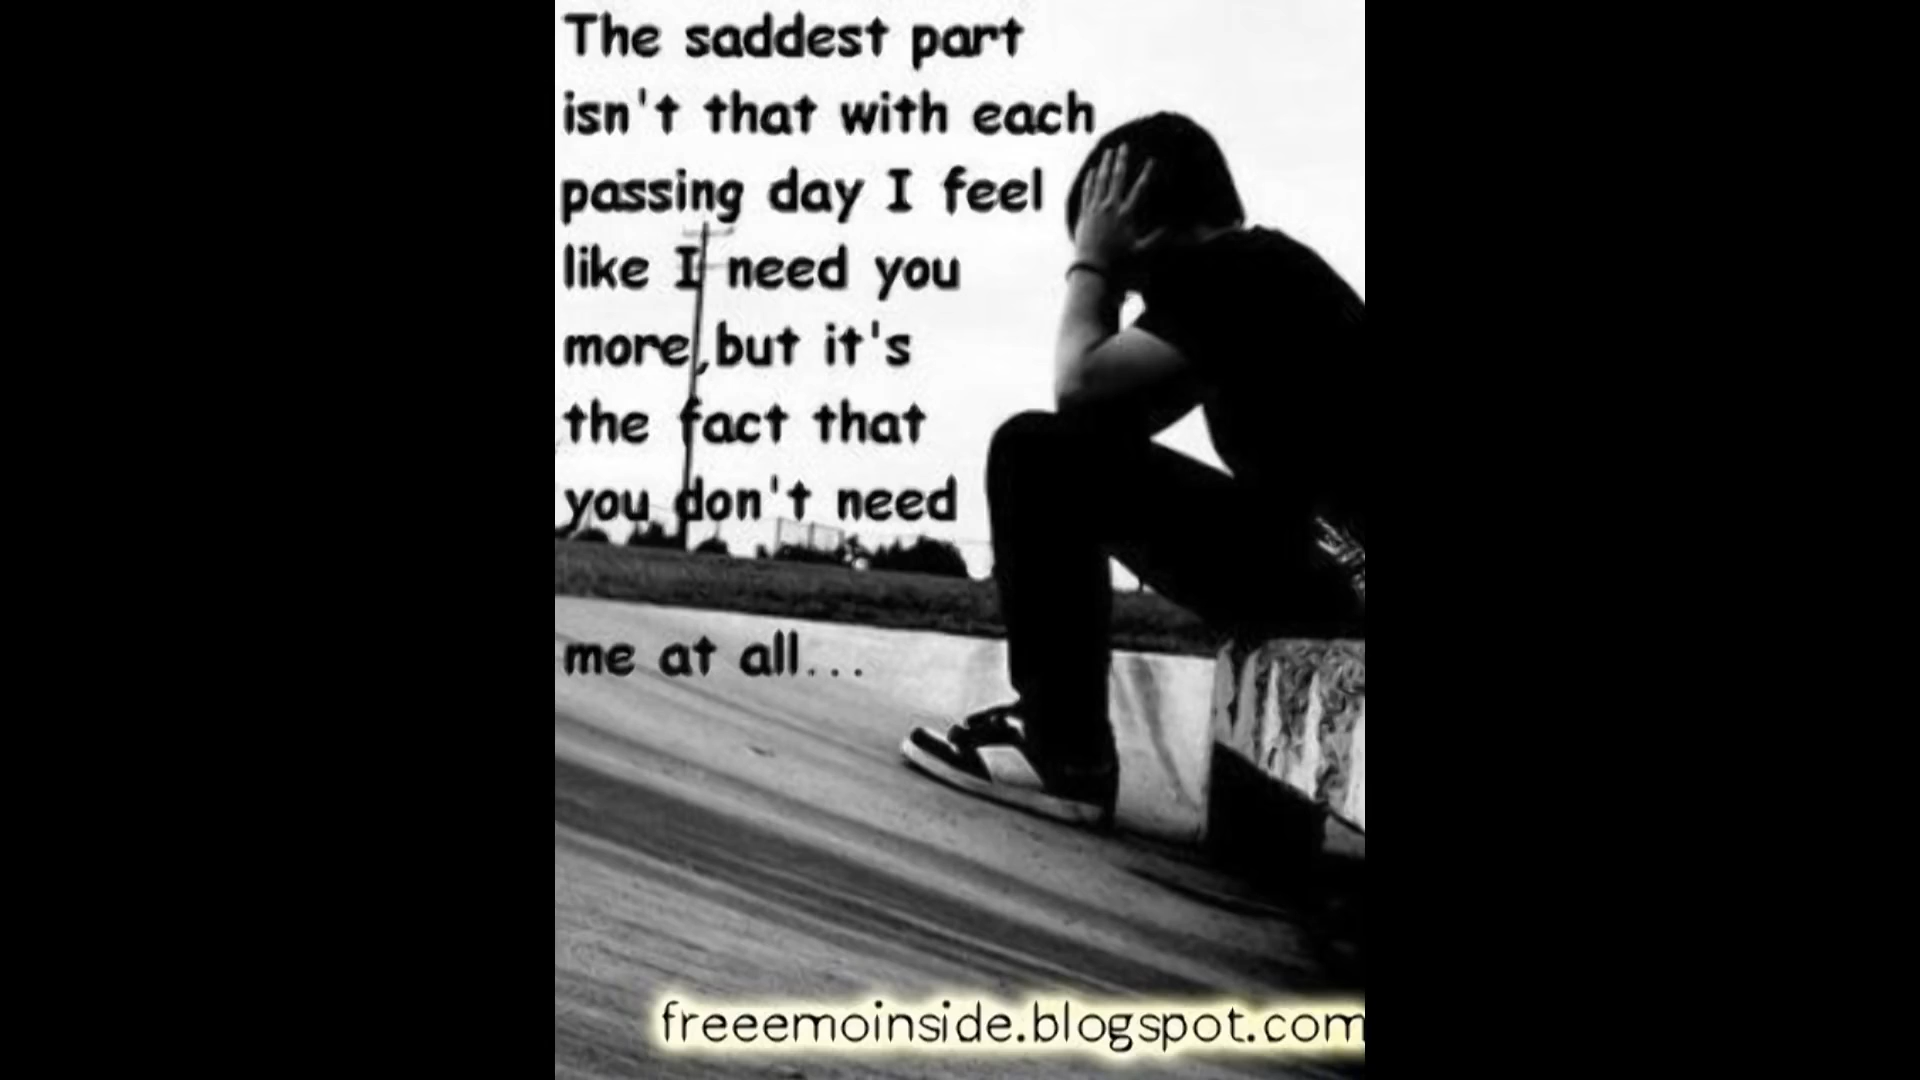 The saddest part
isn't that with each
passing day I feel
like I need you
more,but it's
the fact that
you don't need
me at all...
freeemoinside.blogspot.com